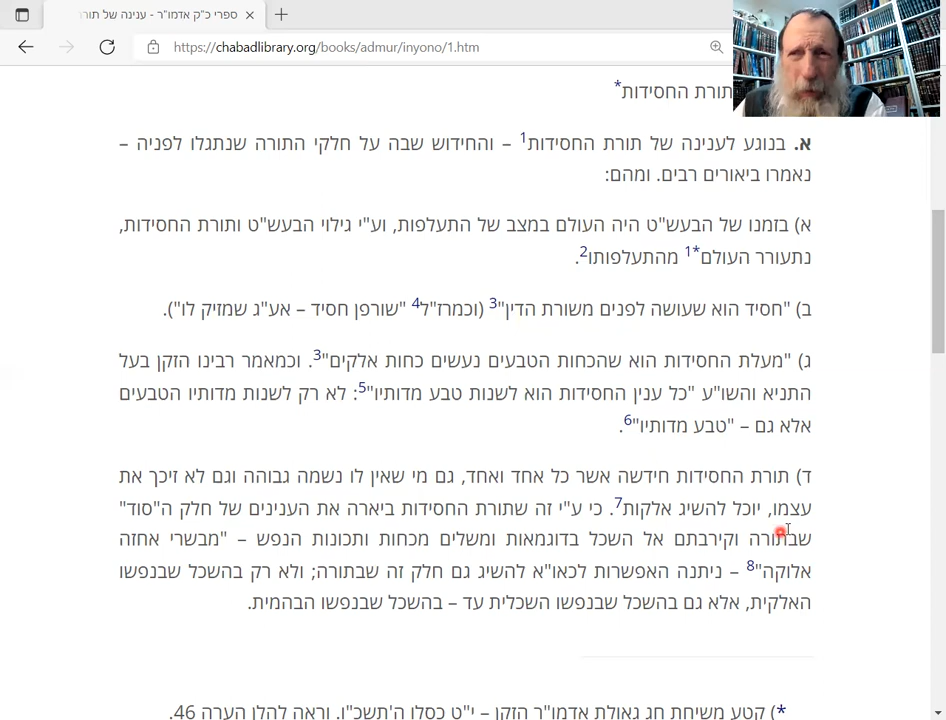 ספרי כ"ק אדמו"ר - ענינה של תורו
https://chabadlibrary.org/books/admur/inyono/1.htm
תורת החסידות*
א. בנוגע לענינה של תורת החסידות1 – והחידוש שבה על חלקי התורה שנתגלו לפניה –
נאמרו ביאורים רבים. ומהם:
א) בזמנו של הבעש"ט היה העולם במצב של התעלפות, וע"י גילוי הבעש"ט ותורת החסידות,
נתעורר העולם1* מהתעלפותו2.
ב) "חסיד הוא שעושה לפנים משורת הדין"3 (וכמרז"ל4 "שורפן חסיד – אע"ג שמזיק לו").
ג) "מעלת החסידות הוא שהכחות הטבעים נעשים כחות אלקים"3. וכמאמר רבינו הזקן בעל
התניא והשו"ע "כל ענין החסידות הוא לשנות טבע מדותיו"5: לא רק לשנות מדותיו הטבעים
אלא גם – "טבע מדותיו"6.
ד) תורת החסידות חידשה אשר כל אחד ואחד, גם מי שאין לו נשמה גבוהה וגם לא זיכך את
עצמו, יוכל להשיג אלקות7. כי ע"י זה שתורת החסידות ביארה את הענינים של חלק ה"סוד"
שבתורה וקירבתם אל השכל בדוגמאות ומשלים מכחות ותכונות הנפש – "מבשרי אחזה
אלוקה"8 – ניתנה האפשרות לכאו"א להשיג גם חלק זה שבתורה; ולא רק בהשכל שבנפשו
האלקית, אלא גם בהשכל שבנפשו השכלית עד – בהשכל שבנפשו הבהמית.
*) קטע משיחת חג גאולת אדמו"ר הזקן – י"ט כסלו ה'תשכ"ו. וראה להלן הערה 46.